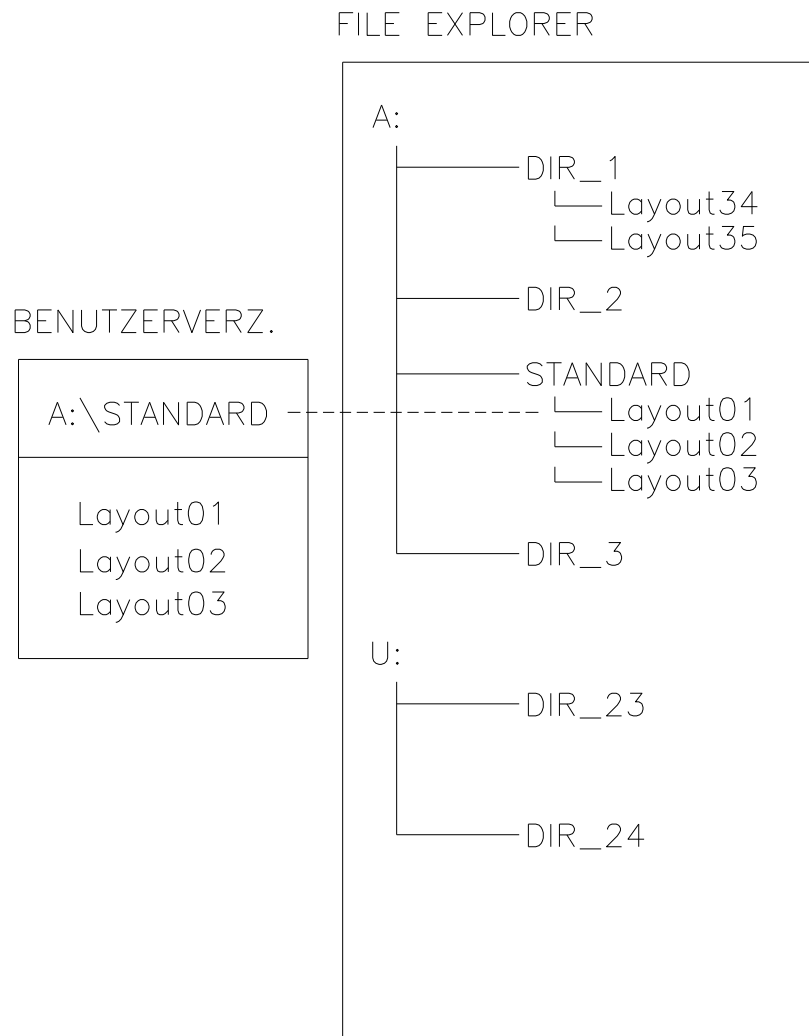 FILE EXPLORER
A:
DIR_1
Layout34
Layout35
DIR_2
STANDARD
Layout01
Layout02
Layout03
DIR_3
U:
DIR_23
DIR_24
BENUTZERVERZ.
A:\STANDARD
Layout01
Layout02
Layout03